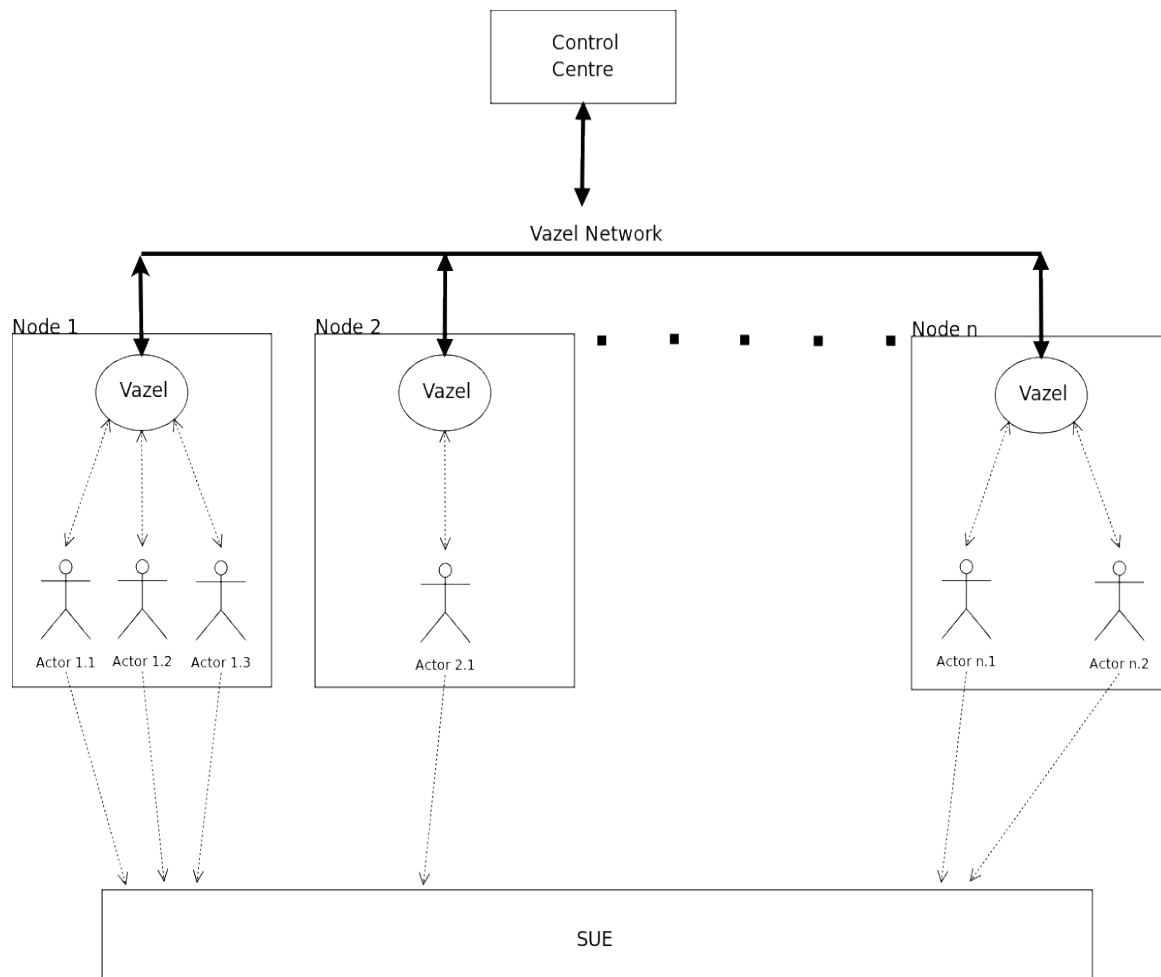 Control
Centre
Vazel Network
Node 1
Node 2
Node n
Vazel
Vazel
Vazel
Actor 1.1
Actor 1.2
Actor 1.3
Actor 2.1
Actor n.1
Actor n.2
SUE